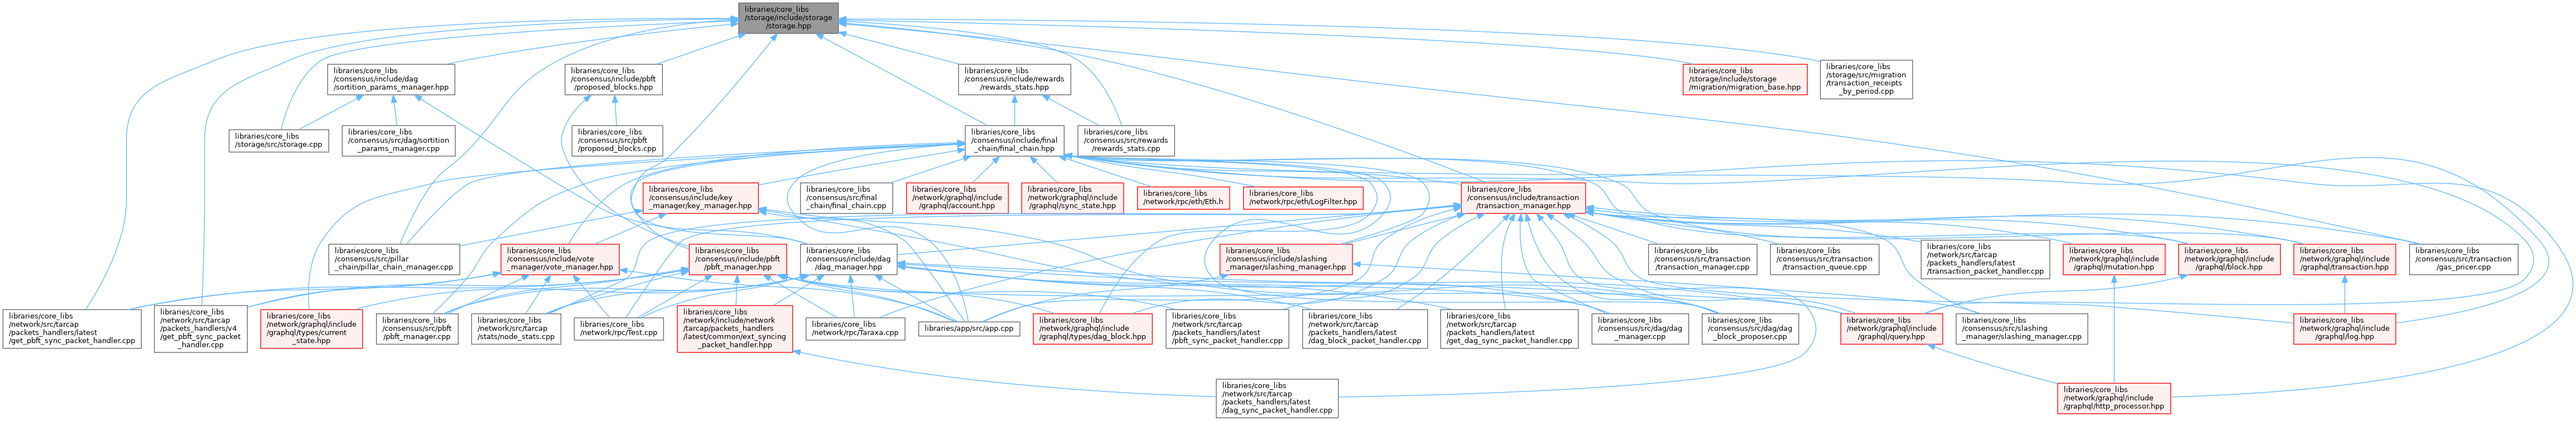 libraries/core_libs
/storage/include/storage
/storage.hpp
libraries/core_libs
/consensus/include/dag
/sortition_params_manager.hpp
libraries/core_libs
/consensus/include/pbft
/proposed_blocks.hpp
libraries/core_libs
/consensus/include/rewards
/rewards_stats.hpp
libraries/core_libs
/storage/include/storage
/migration/migration_base.hpp
libraries/core_libs
/storage/src/migration
/transaction_receipts
_by_period.cpp
libraries/core_libs
/storage/src/storage.cpp
libraries/core_libs
/consensus/src/dag/sortition
_params_manager.cpp
libraries/core_libs
/consensus/src/pbft
/proposed_blocks.cpp
libraries/core_libs
/consensus/include/final
_chain/final_chain.hpp
libraries/core_libs
/consensus/src/rewards
/rewards_stats.cpp
libraries/core_libs
/consensus/include/key
_manager/key_manager.hpp
libraries/core_libs
/consensus/src/final
_chain/final_chain.cpp
libraries/core_libs
/network/graphql/include
/graphql/account.hpp
libraries/core_libs
/network/graphql/include
/graphql/sync_state.hpp
libraries/core_libs
/network/rpc/eth/Eth.h
libraries/core_libs
/network/rpc/eth/LogFilter.hpp
libraries/core_libs
/consensus/include/transaction
/transaction_manager.hpp
libraries/core_libs
/consensus/src/pillar
_chain/pillar_chain_manager.cpp
libraries/core_libs
/consensus/include/vote
_manager/vote_manager.hpp
libraries/core_libs
/consensus/include/pbft
/pbft_manager.hpp
libraries/core_libs
/consensus/include/dag
/dag_manager.hpp
libraries/core_libs
/consensus/include/slashing
_manager/slashing_manager.hpp
libraries/core_libs
/consensus/src/transaction
/transaction_manager.cpp
libraries/core_libs
/consensus/src/transaction
/transaction_queue.cpp
libraries/core_libs
/network/src/tarcap
/packets_handlers/latest
/transaction_packet_handler.cpp
libraries/core_libs
/network/graphql/include
/graphql/mutation.hpp
libraries/core_libs
/network/graphql/include
/graphql/block.hpp
libraries/core_libs
/network/graphql/include
/graphql/transaction.hpp
libraries/core_libs
/consensus/src/transaction
/gas_pricer.cpp
libraries/core_libs
/network/src/tarcap
/packets_handlers/latest
/get_pbft_sync_packet_handler.cpp
libraries/core_libs
/network/src/tarcap
/packets_handlers/v4
/get_pbft_sync_packet
_handler.cpp
libraries/core_libs
/network/graphql/include
/graphql/types/current
_state.hpp
libraries/core_libs
/consensus/src/pbft
/pbft_manager.cpp
libraries/core_libs
/network/src/tarcap
/stats/node_stats.cpp
libraries/core_libs
/network/rpc/Test.cpp
libraries/core_libs
/network/include/network
/tarcap/packets_handlers
/latest/common/ext_syncing
_packet_handler.hpp
libraries/core_libs
/network/rpc/Taraxa.cpp
libraries/app/src/app.cpp
libraries/core_libs
/network/graphql/include
/graphql/types/dag_block.hpp
libraries/core_libs
/network/src/tarcap
/packets_handlers/latest
/pbft_sync_packet_handler.cpp
libraries/core_libs
/network/src/tarcap
/packets_handlers/latest
/dag_block_packet_handler.cpp
libraries/core_libs
/network/src/tarcap
/packets_handlers/latest
/get_dag_sync_packet_handler.cpp
libraries/core_libs
/consensus/src/dag/dag
_manager.cpp
libraries/core_libs
/consensus/src/dag/dag
_block_proposer.cpp
libraries/core_libs
/network/graphql/include
/graphql/query.hpp
libraries/core_libs
/consensus/src/slashing
_manager/slashing_manager.cpp
libraries/core_libs
/network/graphql/include
/graphql/log.hpp
libraries/core_libs
/network/src/tarcap
/packets_handlers/latest
/dag_sync_packet_handler.cpp
libraries/core_libs
/network/graphql/include
/graphql/http_processor.hpp